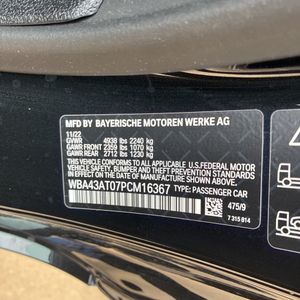 MFD BY BAYERISCHE MOTOREN WERKE AG
11/22
GVWR 4938 lbs 2240 kg
GAWR FRONT 2359 lbs 1070 kg
GAWR REAR 2712 lbs 1230 kg
THIS VEHICLE CONFORMS TO ALL APPLICABLE
U.S. FEDERAL MOTOR VEHICLE
SAFETY, BUMPER, AND THEFT PREVENTION
STANDARDS IN EFFECT ON THE DATE OF
MANUFACTURE SHOWN ABOVE.
WBA43AT07PCM16367 TYPE: PASSENGER CAR
475/9
7 315 814